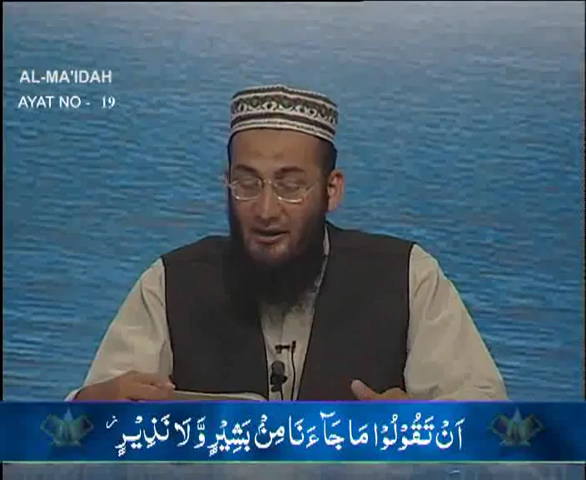 AL-MA'IDAH
AYAT NO - 19
اَنْ تَقُوْلُوْا مَا جَآءَنَا مِنْۢ بَشِيْرٍ وَّلَا نَذِيْرٍ ؗ